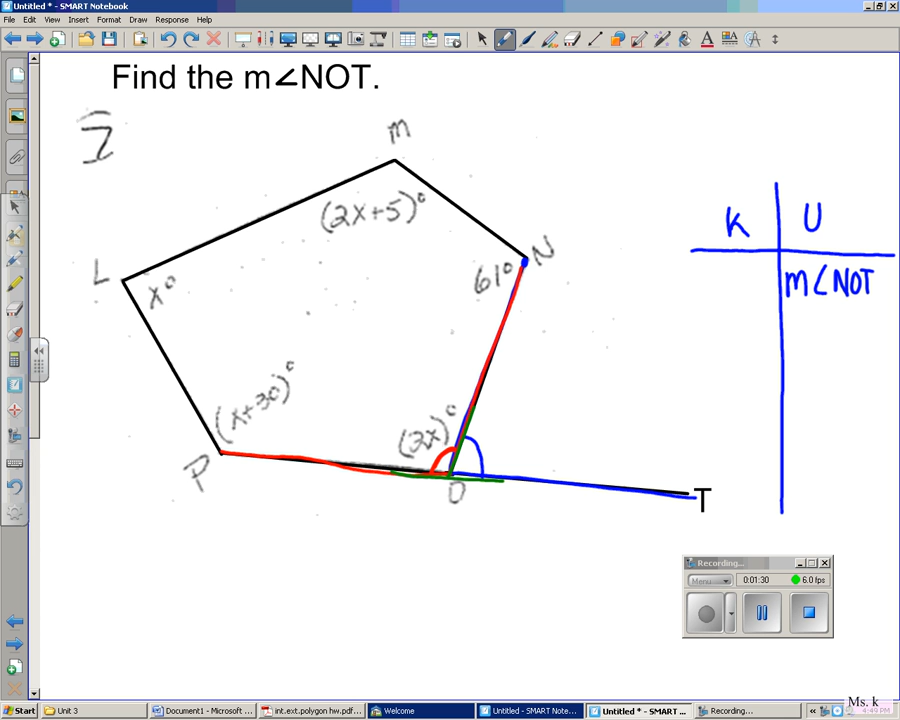 Untitled * - SMART Notebook
File Edit View Insert Format Draw Response Help
Find the m∠NOT.
I
m
(2x+5)°
N
61°
L
x°
(x+30)°
(2x)°
P
O
T
K U
m∠NOT
Recording...
Menu 0:01:30 6.0 fps
Ms. k
Start Unit 3 Document1 - Microsoft ... int.ext.polygon hw.pdf... Welcome Untitled - SMART Note... Untitled * - SMART ... Recording... 4:49 PM